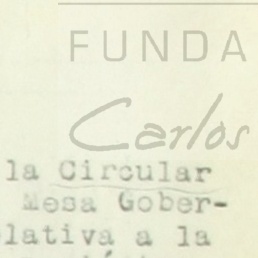 FUNDA
Carlos
la Circular
Mesa Gober-
lativa a la